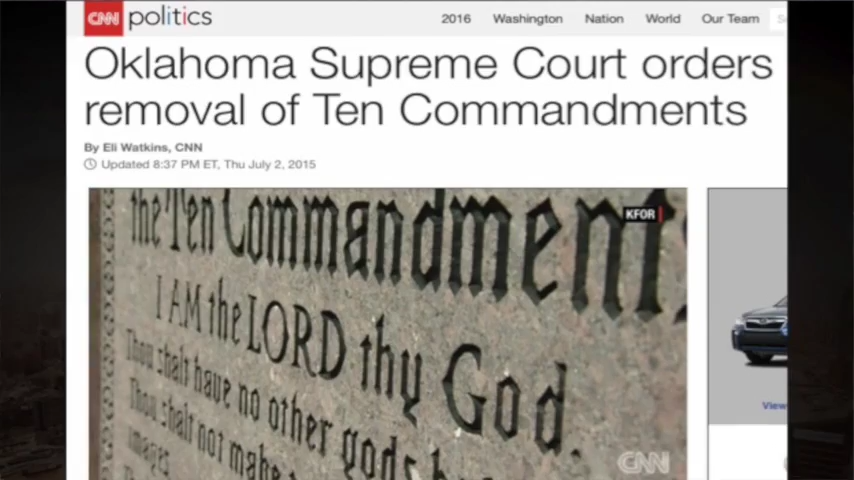 CNN politics
2016 Washington Nation World Our Team
Oklahoma Supreme Court orders
removal of Ten Commandments
By Eli Watkins, CNN
Updated 8:37 PM ET, Thu July 2, 2015
KFOR
the Ten Commandments
I AM the LORD thy God.
Thou shalt have no other gods
Thou shalt not make
images
CNN
View